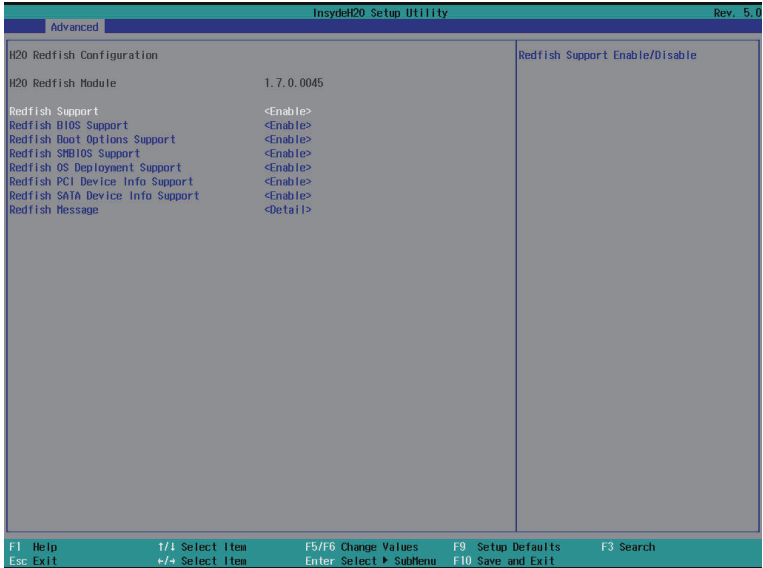 InsydeH20 Setup Utility Rev. 5.0
Advanced
H20 Redfish Configuration
Redfish Support Enable/Disable
H20 Redfish Module 1.7.0.0045
Redfish Support <Enable>
Redfish BIOS Support <Enable>
Redfish Boot Options Support <Enable>
Redfish SMBIOS Support <Enable>
Redfish OS Deployment Support <Enable>
Redfish PCI Device Info Support <Enable>
Redfish SATA Device Info Support <Enable>
Redfish Message <Detail>
F1 Help ↑/↓ Select Item F5/F6 Change Values F9 Setup Defaults F3 Search
Esc Exit ←/→ Select Item Enter Select ▶ SubMenu F10 Save and Exit